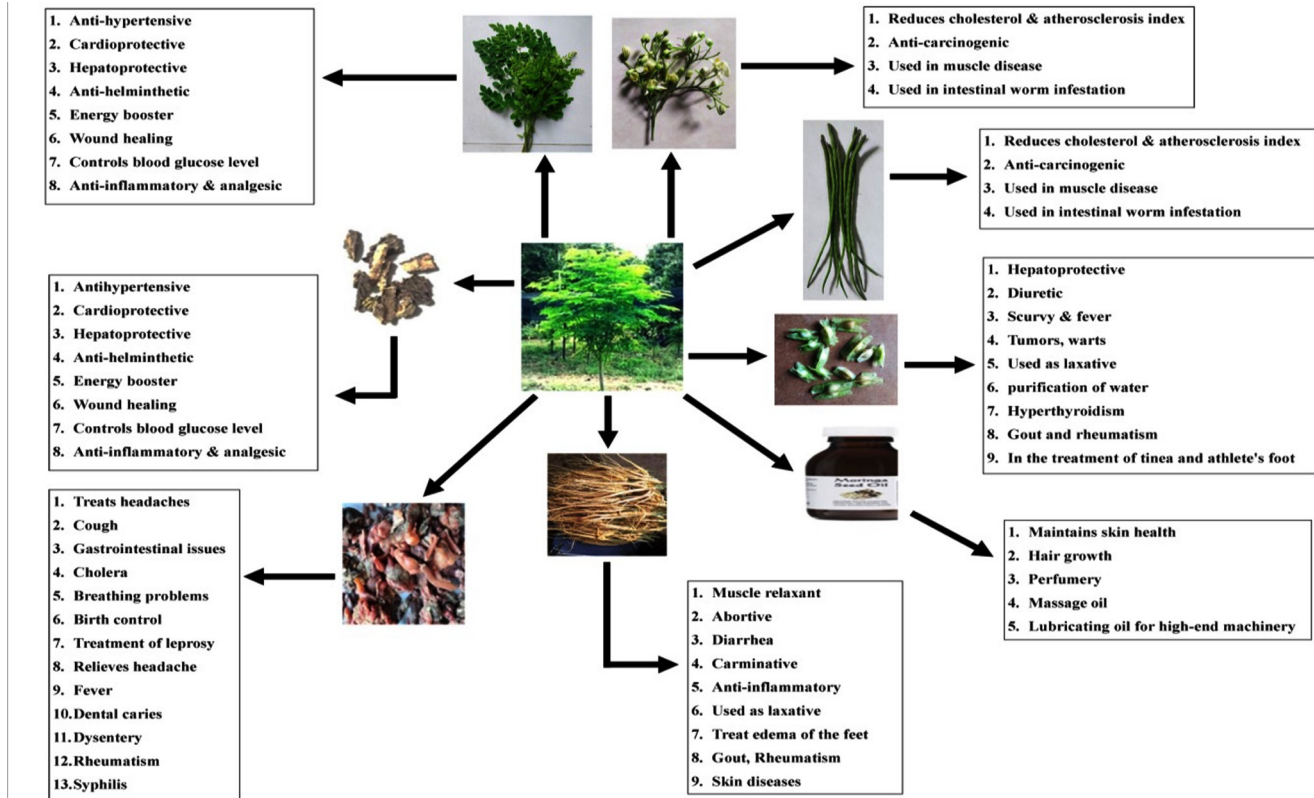 1. Anti-hypertensive
2. Cardioprotective
3. Hepatoprotective
4. Anti-helminthetic
5. Energy booster
6. Wound healing
7. Controls blood glucose level
8. Anti-inflammatory & analgesic
1. Reduces cholesterol & atherosclerosis index
2. Anti-carcinogenic
3. Used in muscle disease
4. Used in intestinal worm infestation
1. Reduces cholesterol & atherosclerosis index
2. Anti-carcinogenic
3. Used in muscle disease
4. Used in intestinal worm infestation
1. Antihypertensive
2. Cardioprotective
3. Hepatoprotective
4. Anti-helminthetic
5. Energy booster
6. Wound healing
7. Controls blood glucose level
8. Anti-inflammatory & analgesic
1. Hepatoprotective
2. Diuretic
3. Scurvy & fever
4. Tumors, warts
5. Used as laxative
6. purification of water
7. Hyperthyroidism
8. Gout and rheumatism
9. In the treatment of tinea and athlete's foot
Moringa
Seed Oil
1. Treats headaches
2. Cough
3. Gastrointestinal issues
4. Cholera
5. Breathing problems
6. Birth control
7. Treatment of leprosy
8. Relieves headache
9. Fever
10.Dental caries
11.Dysentery
12.Rheumatism
13.Syphilis
1. Muscle relaxant
2. Abortive
3. Diarrhea
4. Carminative
5. Anti-inflammatory
6. Used as laxative
7. Treat edema of the feet
8. Gout, Rheumatism
9. Skin diseases
1. Maintains skin health
2. Hair growth
3. Perfumery
4. Massage oil
5. Lubricating oil for high-end machinery